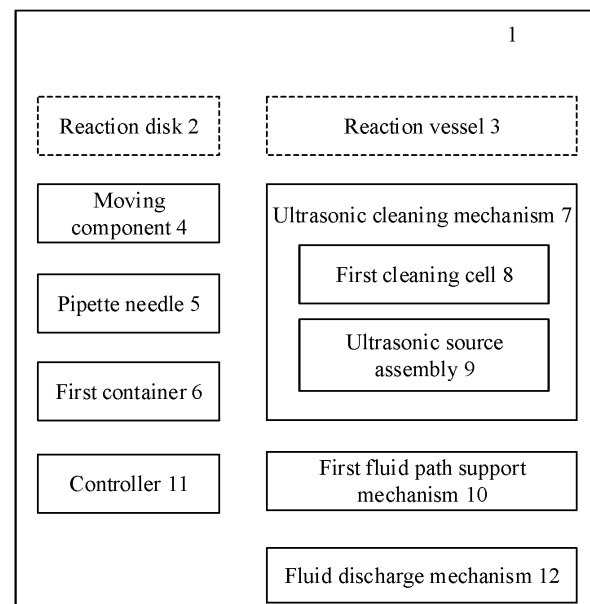 1
Reaction disk 2
Reaction vessel 3
Moving
component 4
Ultrasonic cleaning mechanism 7
First cleaning cell 8
Pipette needle 5
Ultrasonic source
assembly 9
First container 6
Controller 11
First fluid path support
mechanism 10
Fluid discharge mechanism 12